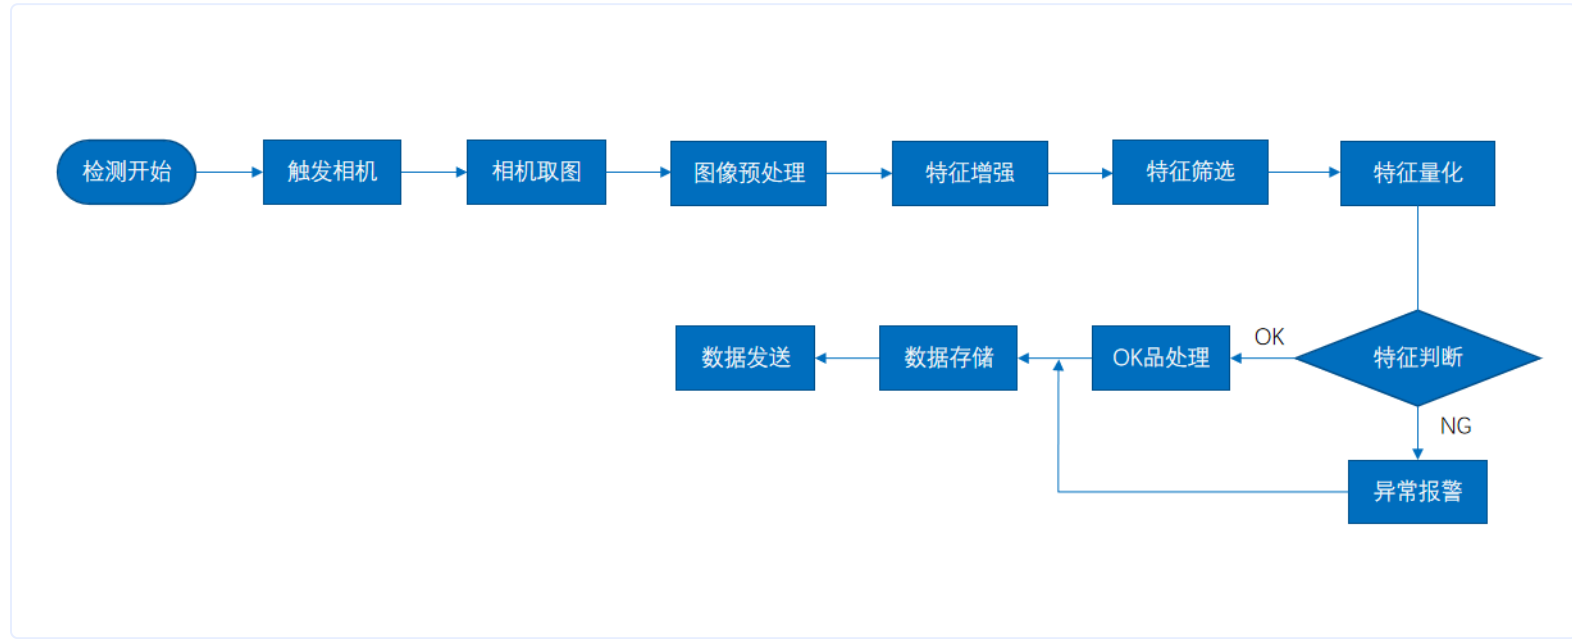 检测开始
触发相机
相机取图
图像预处理
特征增强
特征筛选
特征量化
数据发送
数据存储
OK品处理
OK
特征判断
NG
异常报警